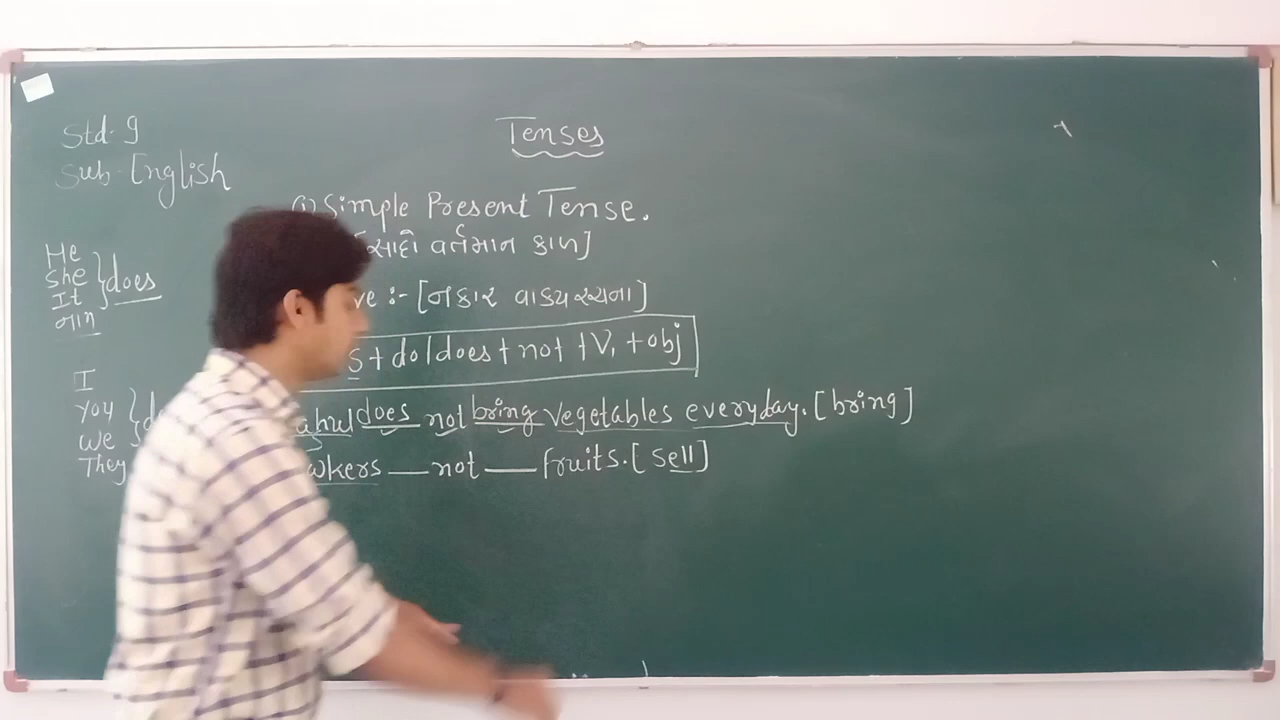 Std- 9
Sub- English
Tenses
Simple Present Tense.
[સાદો વર્તમાન કાળ]
He
She
It
નામ
does
ve :- [નકાર વાક્ય રચના]
S + do/does + not + V₁ + obj
I
you
We
They
ahul does not bring vegetables everyday. [bring]
wkers ___ not ___ fruits. [sell]